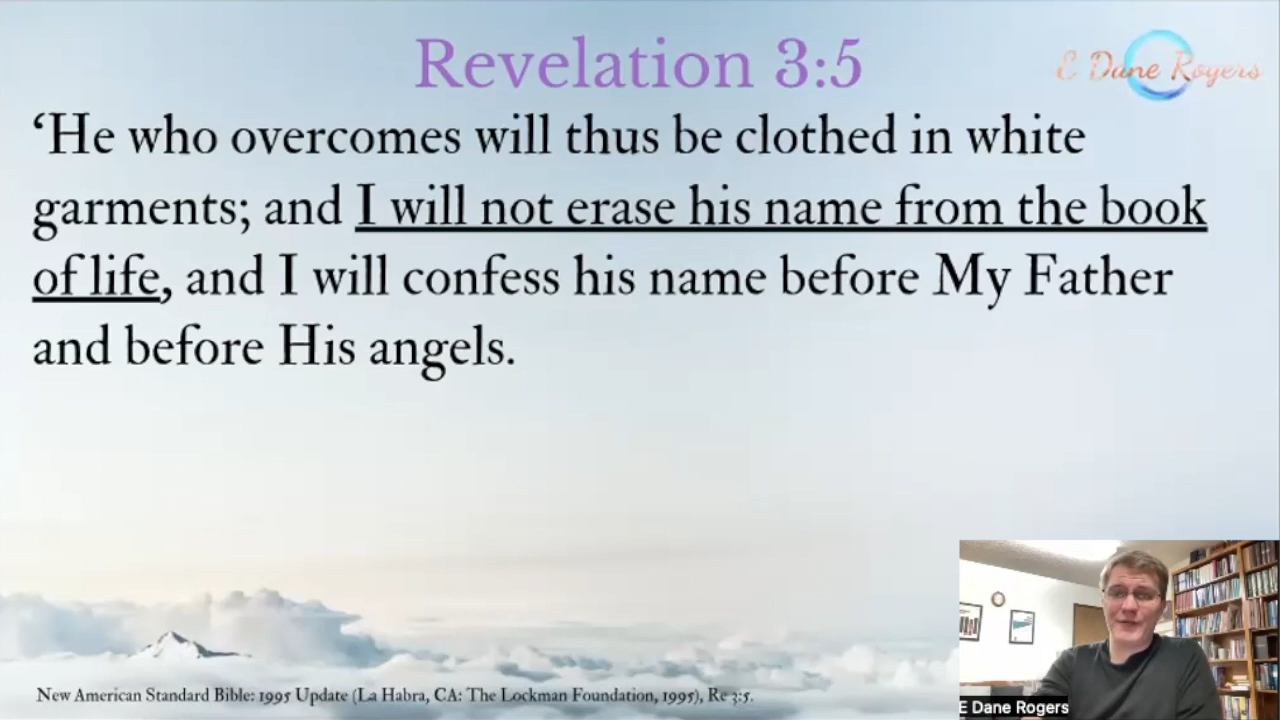 Revelation 3:5
E Dane Rogers
‘He who overcomes will thus be clothed in white
garments; and I will not erase his name from the book
of life, and I will confess his name before My Father
and before His angels.
New American Standard Bible: 1995 Update (La Habra, CA: The Lockman Foundation, 1995), Re 3:5.
E Dane Rogers